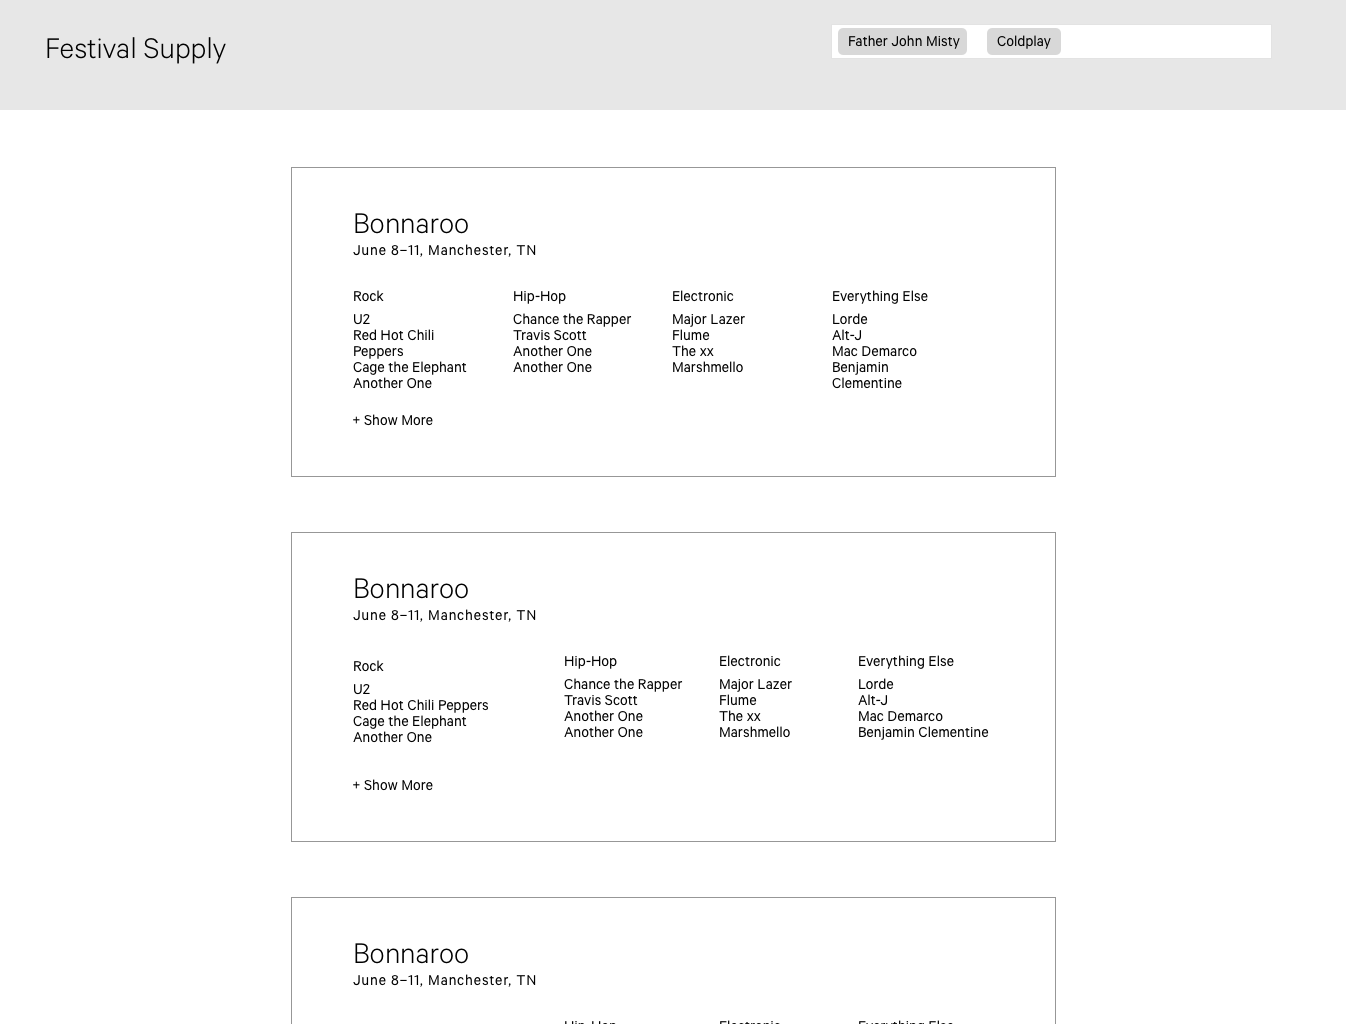 Festival Supply
Father John Misty Coldplay
Bonnaroo
June 8–11, Manchester, TN
Rock
U2
Red Hot Chili
Peppers
Cage the Elephant
Another One
Hip-Hop
Chance the Rapper
Travis Scott
Another One
Another One
Electronic
Major Lazer
Flume
The xx
Marshmello
Everything Else
Lorde
Alt-J
Mac Demarco
Benjamin
Clementine
+ Show More
Bonnaroo
June 8–11, Manchester, TN
Rock
U2
Red Hot Chili Peppers
Cage the Elephant
Another One
Hip-Hop
Chance the Rapper
Travis Scott
Another One
Another One
Electronic
Major Lazer
Flume
The xx
Marshmello
Everything Else
Lorde
Alt-J
Mac Demarco
Benjamin Clementine
+ Show More
Bonnaroo
June 8–11, Manchester, TN
Hip-Hop
Electronic
Everything Else